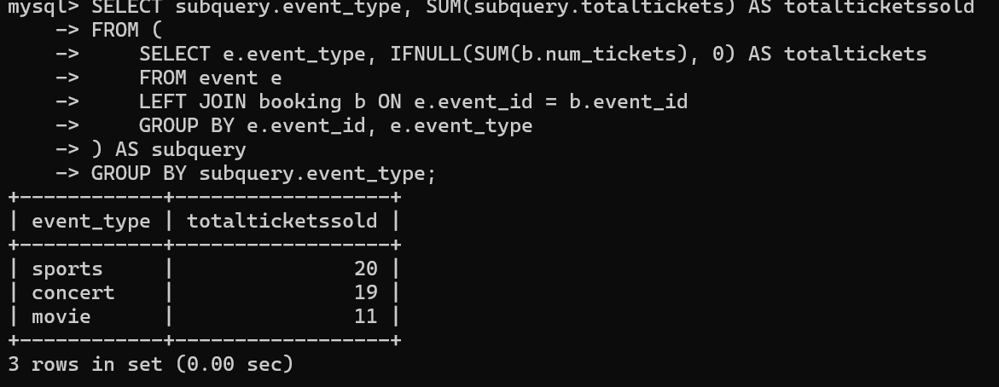 mysql> SELECT subquery.event_type, SUM(subquery.totaltickets) AS totalticketssold
    -> FROM (
    ->     SELECT e.event_type, IFNULL(SUM(b.num_tickets), 0) AS totaltickets
    ->     FROM event e
    ->     LEFT JOIN booking b ON e.event_id = b.event_id
    ->     GROUP BY e.event_id, e.event_type
    -> ) AS subquery
    -> GROUP BY subquery.event_type;
+------------+------------------+
| event_type | totalticketssold |
+------------+------------------+
| sports     |               20 |
| concert    |               19 |
| movie      |               11 |
+------------+------------------+
3 rows in set (0.00 sec)